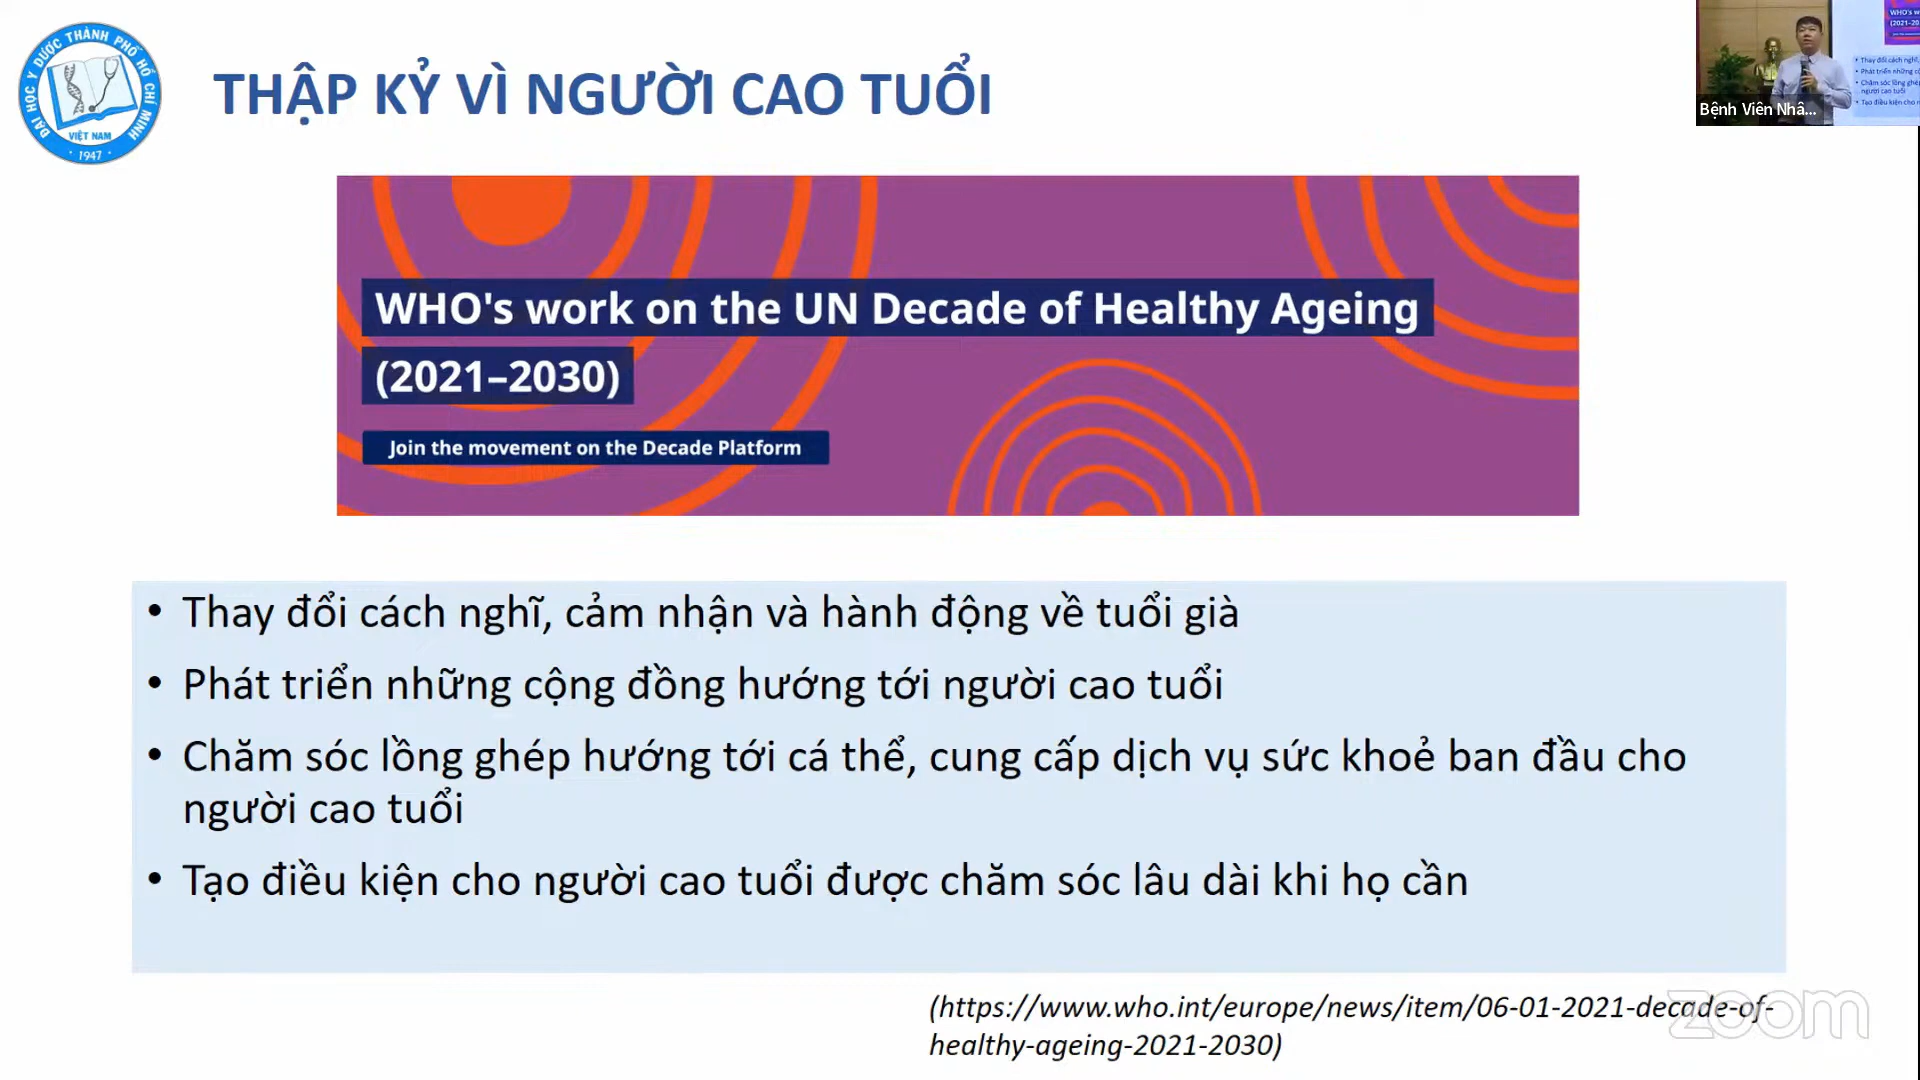 ĐẠI HỌC Y DƯỢC THÀNH PHỐ HỒ CHÍ MINH
VIỆT NAM
1947
THẬP KỶ VÌ NGƯỜI CAO TUỔI
Bệnh Viên Nhâ...
WHO's work on the UN Decade of Healthy Ageing
(2021–2030)
Join the movement on the Decade Platform
• Thay đổi cách nghĩ, cảm nhận và hành động về tuổi già
• Phát triển những cộng đồng hướng tới người cao tuổi
• Chăm sóc lồng ghép hướng tới cá thể, cung cấp dịch vụ sức khoẻ ban đầu cho
người cao tuổi
• Tạo điều kiện cho người cao tuổi được chăm sóc lâu dài khi họ cần
(https://www.who.int/europe/news/item/06-01-2021-decade-of-
healthy-ageing-2021-2030)
zoom